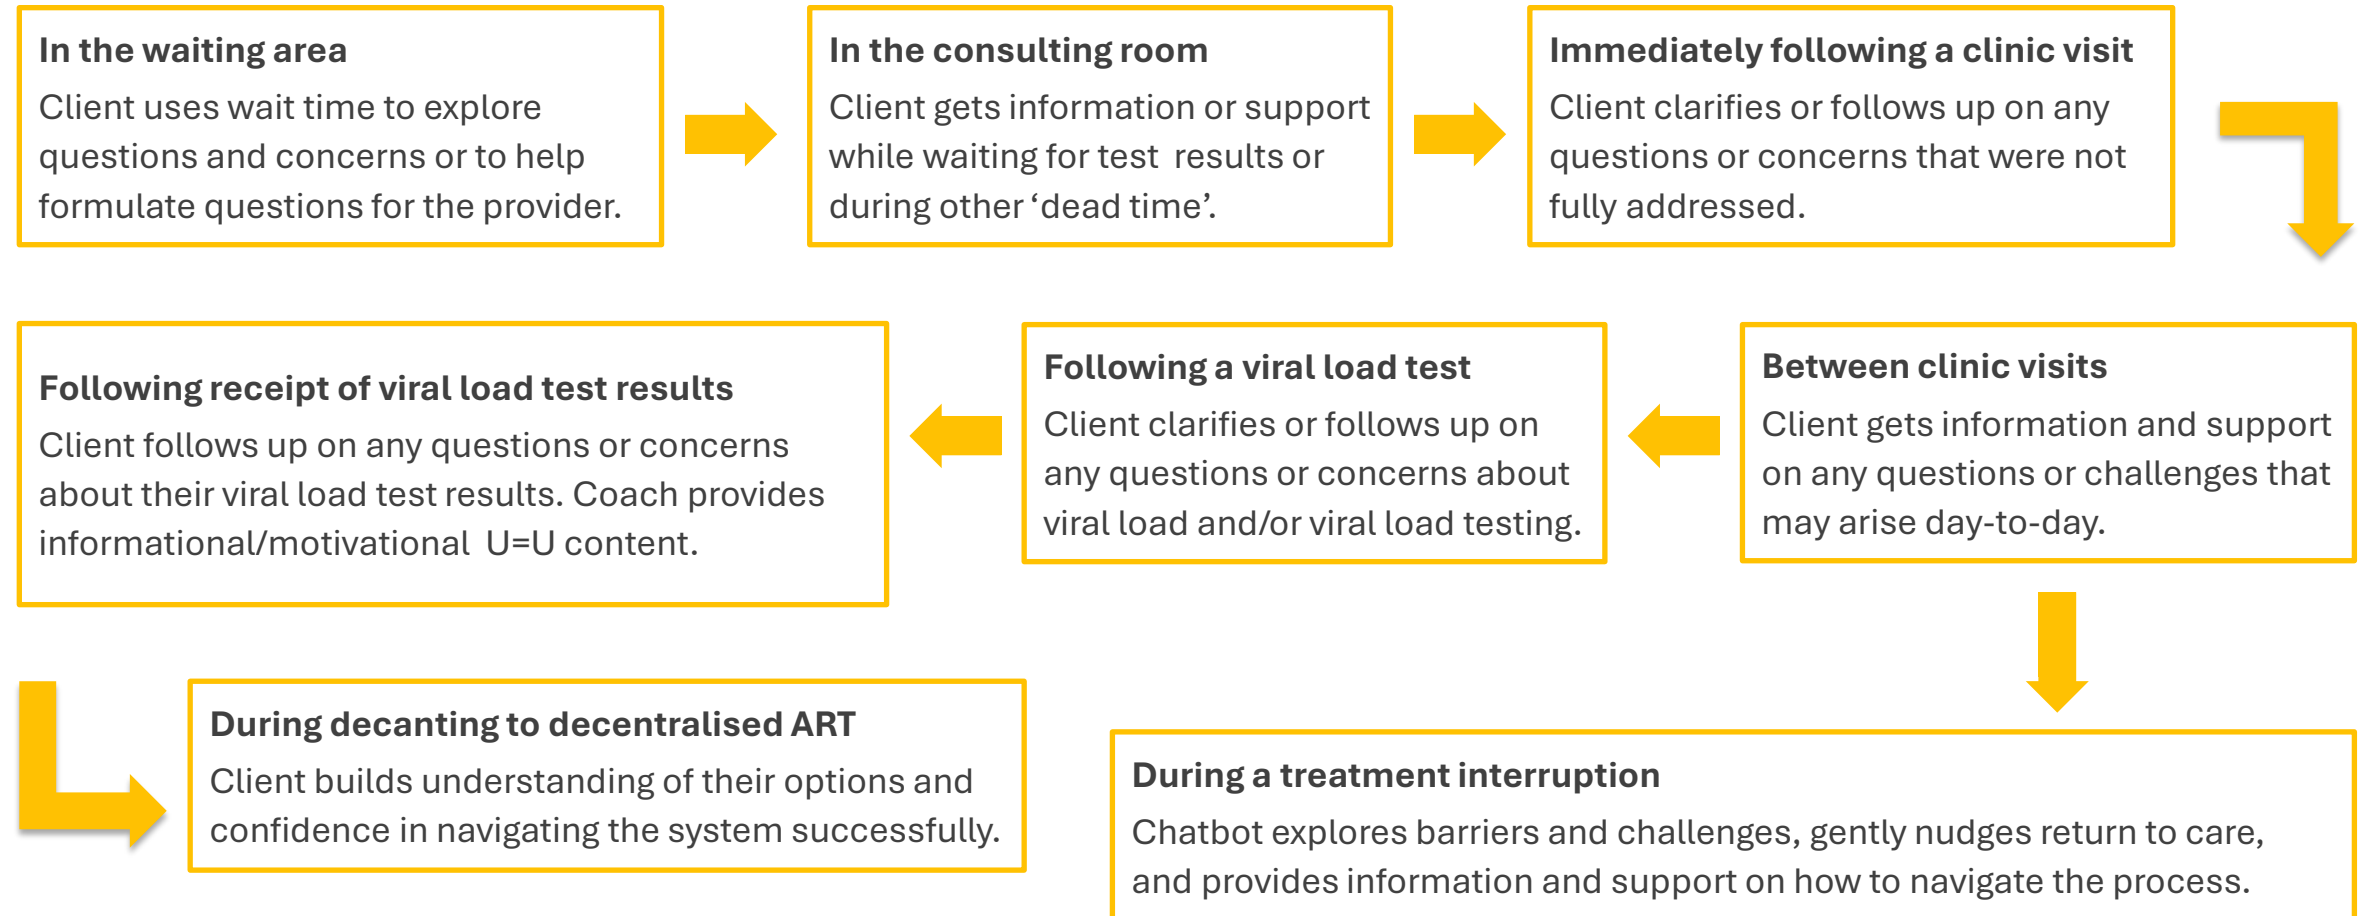 In the waiting area
Client uses wait time to explore
questions and concerns or to help
formulate questions for the provider.
In the consulting room
Client gets information or support
while waiting for test results or
during other ‘dead time’.
Immediately following a clinic visit
Client clarifies or follows up on any
questions or concerns that were not
fully addressed.
Between clinic visits
Client gets information and support
on any questions or challenges that
may arise day-to-day.
Following a viral load test
Client clarifies or follows up on
any questions or concerns about
viral load and/or viral load testing.
Following receipt of viral load test results
Client follows up on any questions or concerns
about their viral load test results. Coach provides
informational/motivational U=U content.
During decanting to decentralised ART
Client builds understanding of their options and
confidence in navigating the system successfully.
During a treatment interruption
Chatbot explores barriers and challenges, gently nudges return to care,
and provides information and support on how to navigate the process.